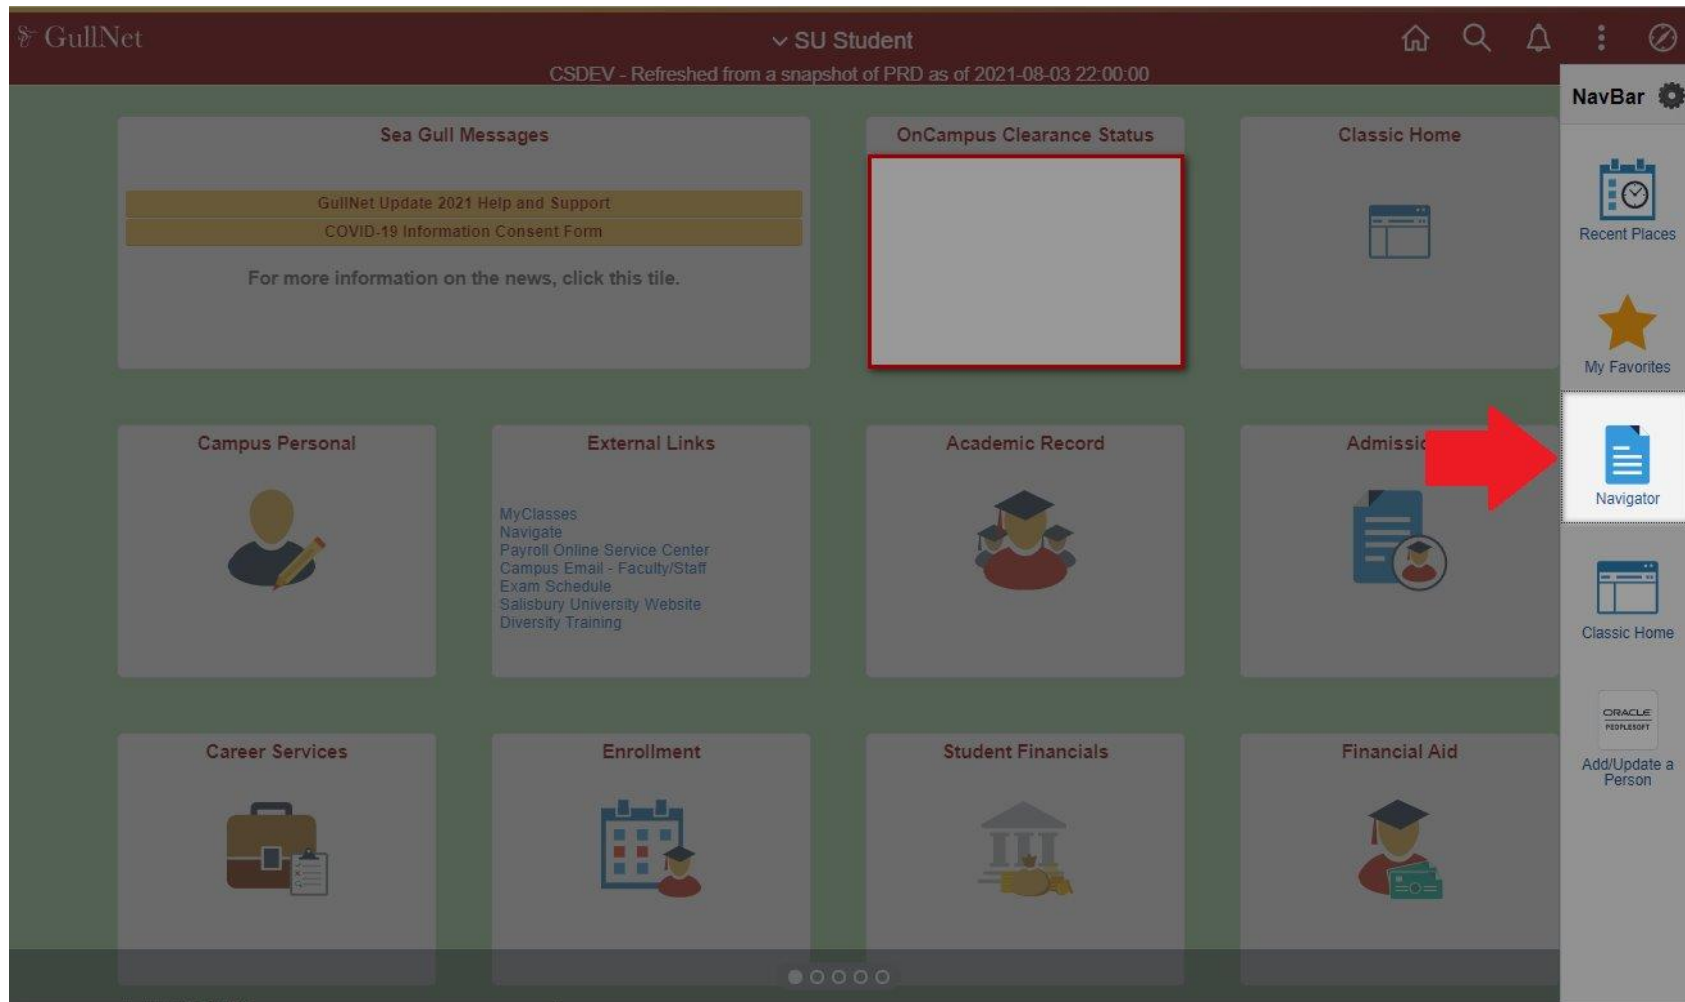 GullNet
SU Student
CSDEV - Refreshed from a snapshot of PRD as of 2021-08-03 22:00:00
NavBar
Sea Gull Messages
GullNet Update 2021 Help and Support
COVID-19 Information Consent Form
For more information on the news, click this tile.
OnCampus Clearance Status
Classic Home
Recent Places
My Favorites
Navigator
Classic Home
ORACLE
PEOPLESOFT
Add/Update a
Person
Campus Personal
External Links
MyClasses
Navigate
Payroll Online Service Center
Campus Email - Faculty/Staff
Exam Schedule
Salisbury University Website
Diversity Training
Academic Record
Admissi
Career Services
Enrollment
Student Financials
Financial Aid